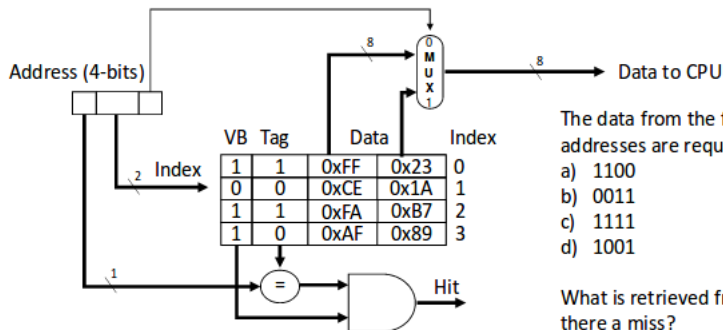 8
0
M
U
X
1
8
Data to CPU
Address (4-bits)
The data from the
addresses are requ
a) 1100
b) 0011
c) 1111
d) 1001
VB Tag Data Index
2 Index
1 1 0xFF 0x23 0
0 0 0xCE 0x1A 1
1 1 0xFA 0xB7 2
1 0 0xAF 0x89 3
1
=
Hit
What is retrieved
there a miss?